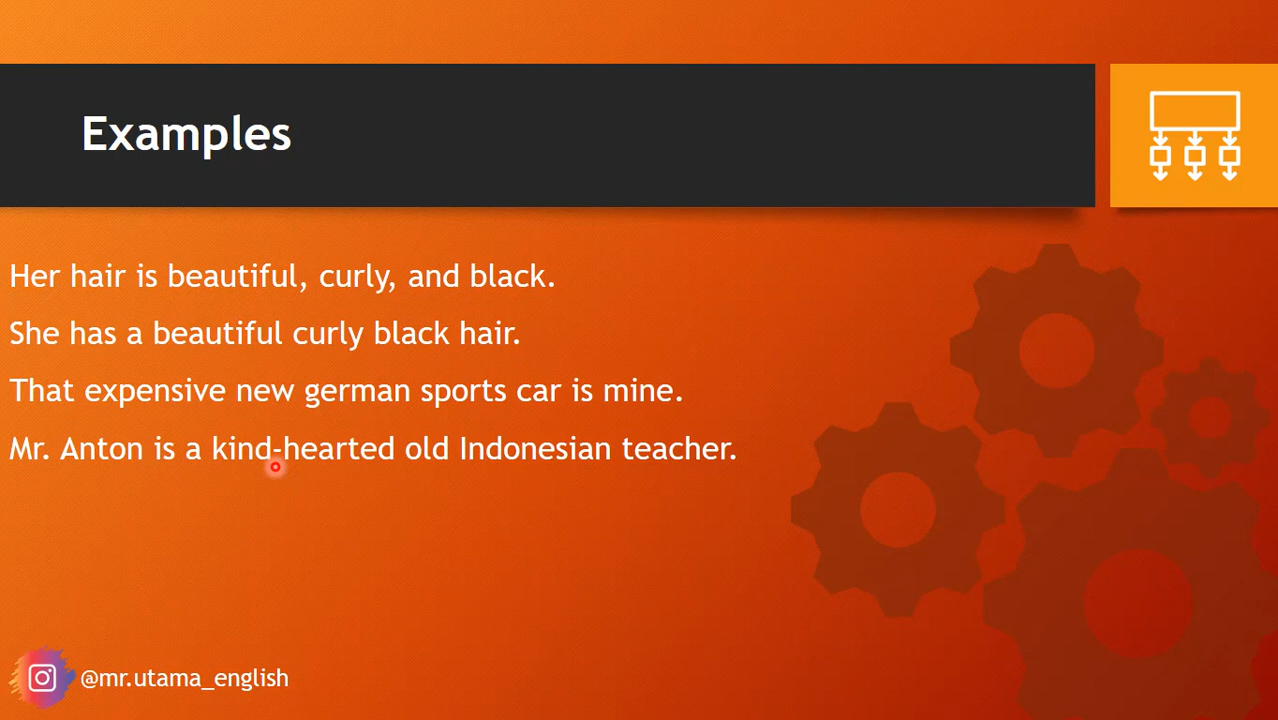 Examples
Her hair is beautiful, curly, and black.
She has a beautiful curly black hair.
That expensive new german sports car is mine.
Mr. Anton is a kind-hearted old Indonesian teacher.
@mr.utama_english